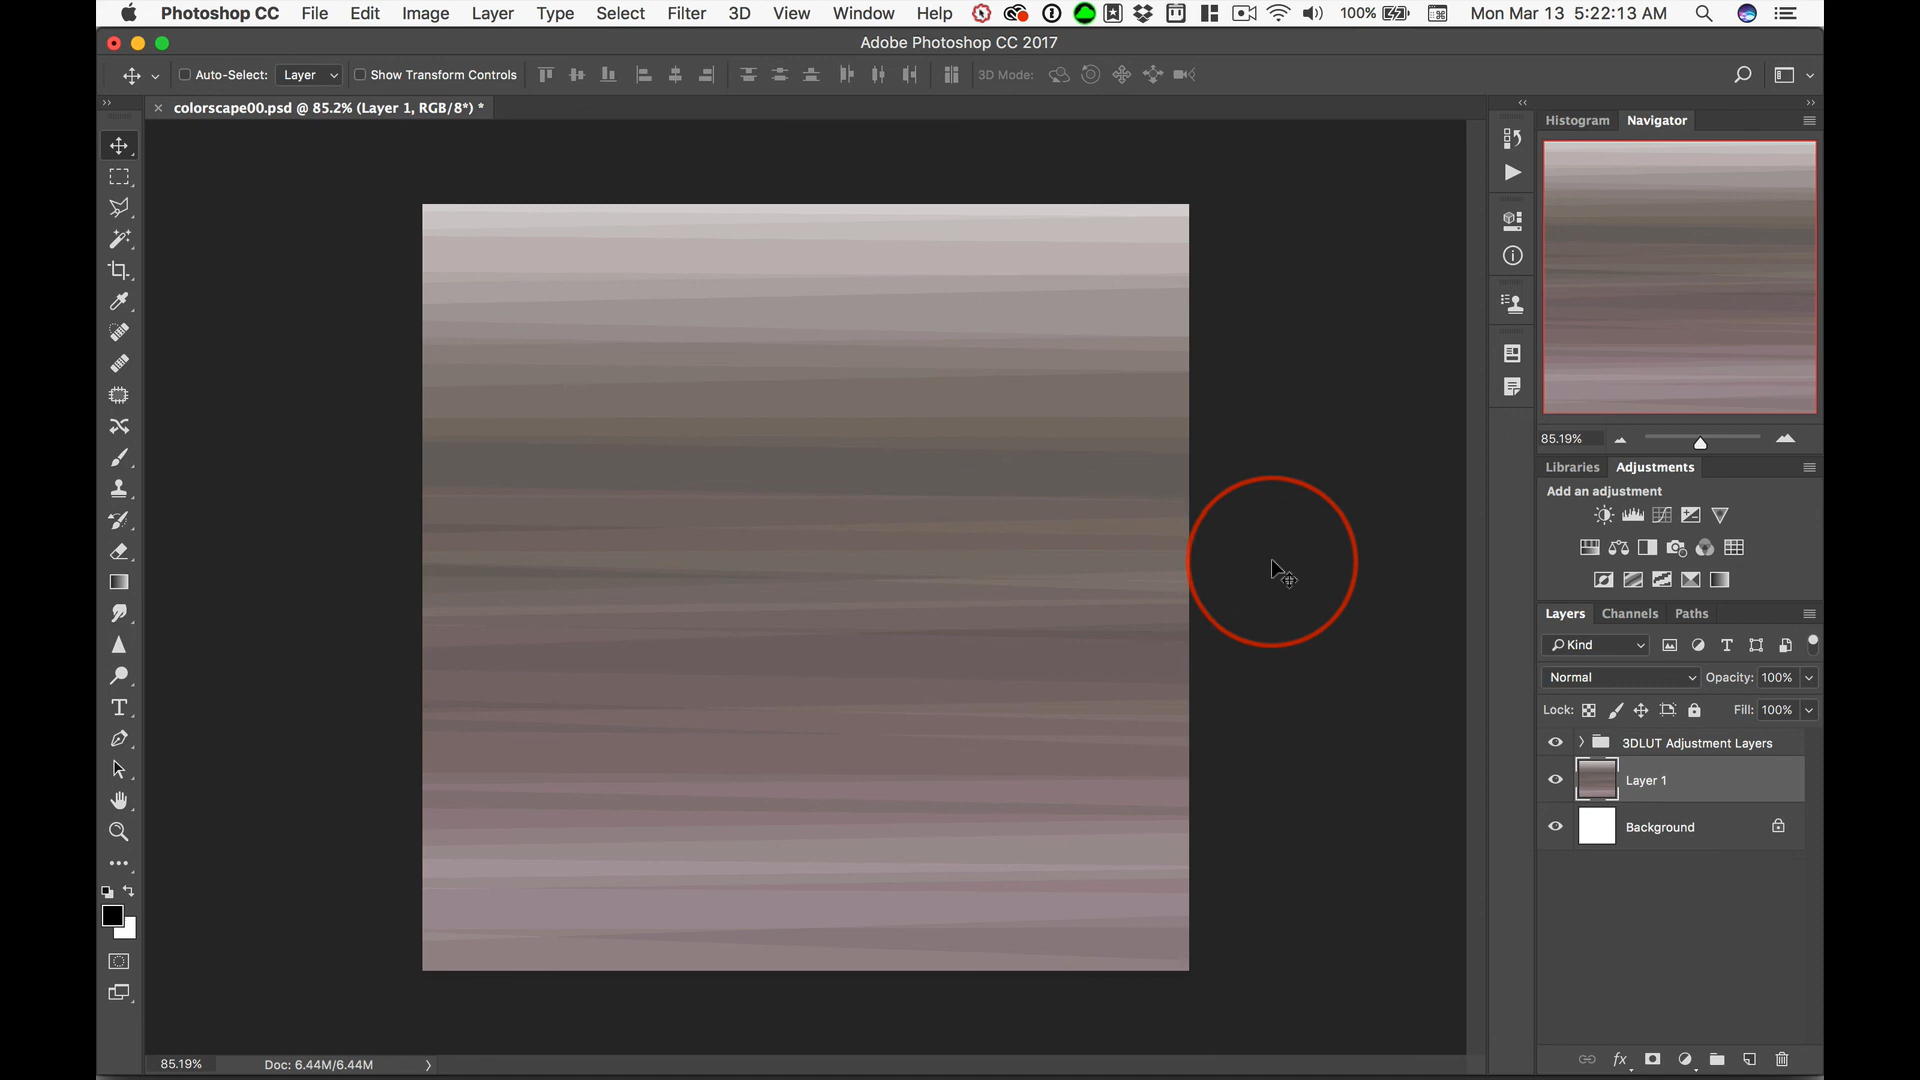 Photoshop CC File Edit Image Layer Type Select Filter 3D View Window Help 100% Mon Mar 13 5:22:13 AM
Adobe Photoshop CC 2017
Auto-Select: Layer Show Transform Controls 3D Mode:
colorscape00.psd @ 85.2% (Layer 1, RGB/8*) *
Histogram Navigator
85.19%
Libraries Adjustments
Add an adjustment
Layers Channels Paths
Kind
Normal Opacity: 100%
Lock: Fill: 100%
3DLUT Adjustment Layers
Layer 1
Background
fx
85.19% Doc: 6.44M/6.44M